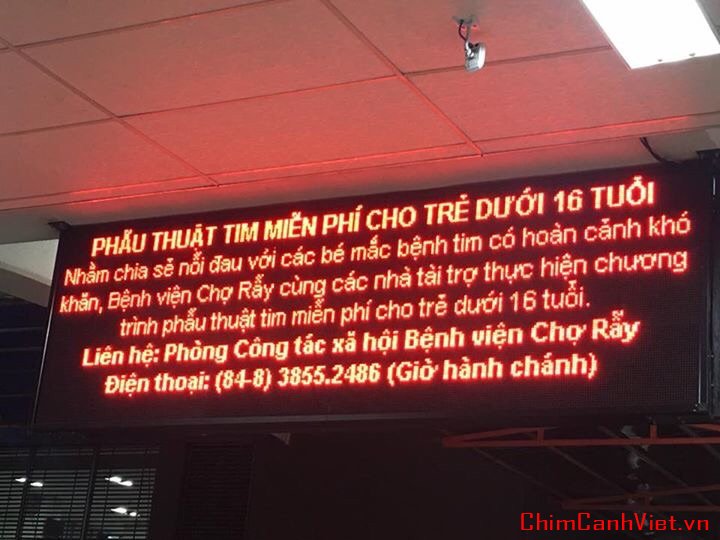 PHẪU THUẬT TIM MIỄN PHÍ CHO TRẺ DƯỚI 16 TUỔI
Nhằm chia sẻ nỗi đau với các bé mắc bệnh tim có hoàn cảnh khó
khăn, Bệnh viện Chợ Rẫy cùng các nhà tài trợ thực hiện chương
trình phẫu thuật tim miễn phí cho trẻ dưới 16 tuổi.
Liên hệ: Phòng Công tác xã hội Bệnh viện Chợ Rẫy
Điện thoại: (84-8) 3855.2486 (Giờ hành chánh)
ChimCanhViet.vn